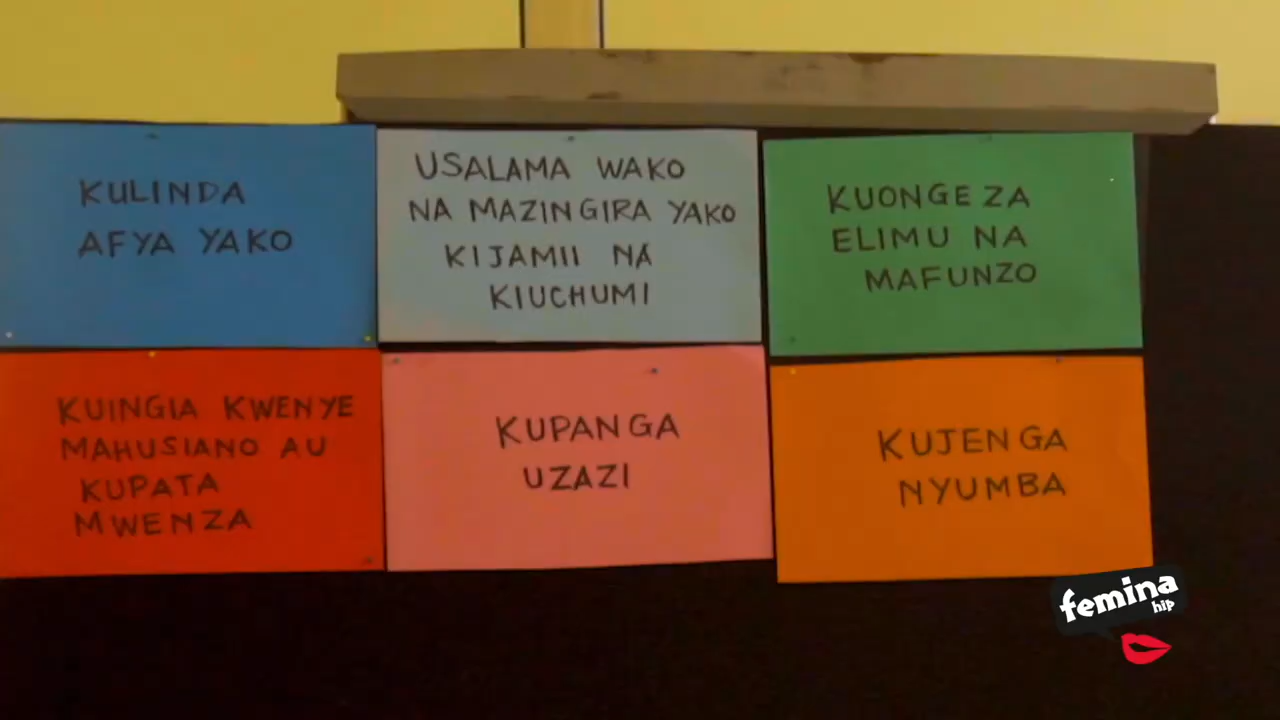 KULINDA
AFYA YAKO
USALAMA WAKO
NA MAZINGIRA YAKO
KIJAMII NA
KIUCHUMI
KUONGEZA
ELIMU NA
MAFUNZO
KUINGIA KWENYE
MAHUSIANO AU
KUPATA
MWENZA
KUPANGA
UZAZI
KUJENGA
NYUMBA
femina
hip